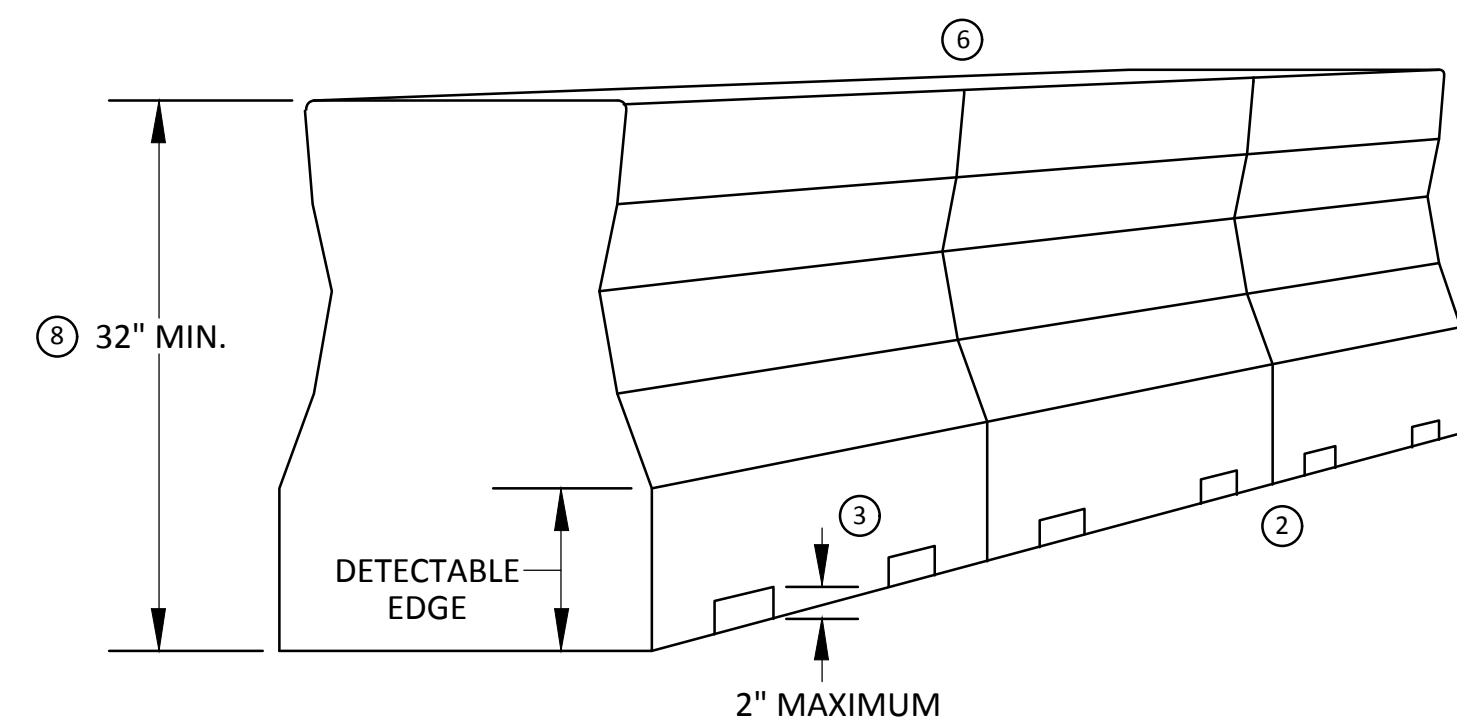 6
8 32" MIN.
3
2
DETECTABLE
EDGE
2" MAXIMUM